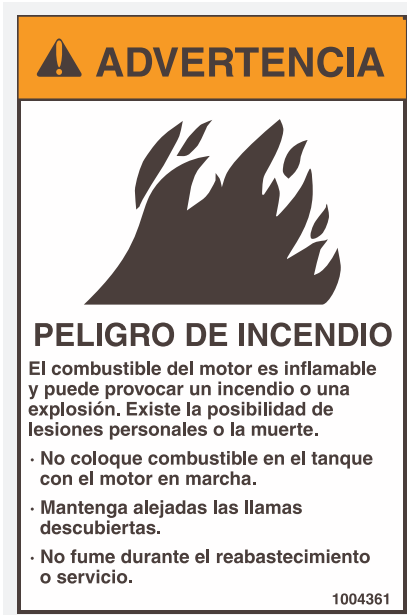 ADVERTENCIA
PELIGRO DE INCENDIO
El combustible del motor es inflamable
y puede provocar un incendio o una
explosión. Existe la posibilidad de
lesiones personales o la muerte.
· No coloque combustible en el tanque
con el motor en marcha.
· Mantenga alejadas las llamas
descubiertas.
· No fume durante el reabastecimiento
o servicio.
1004361